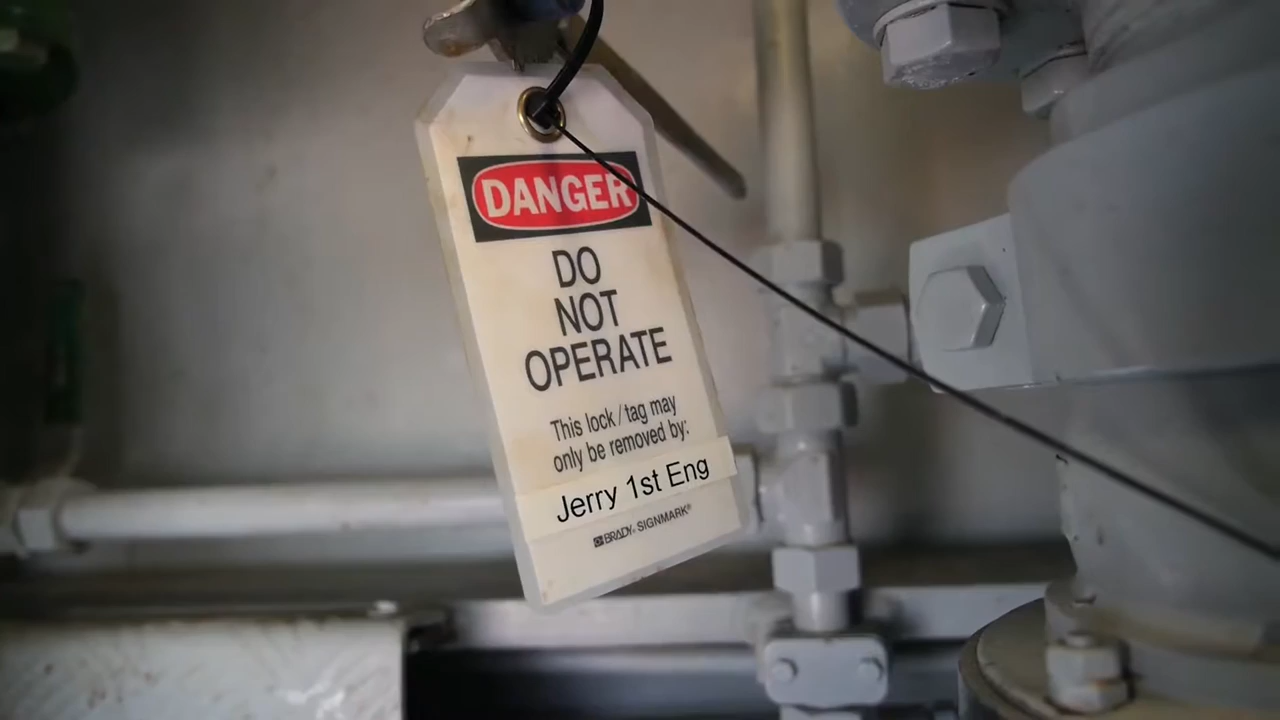 DANGER
DO
NOT
OPERATE
This lock / tag may
only be removed by:
Jerry 1st Eng
BRADY SIGNMARK®